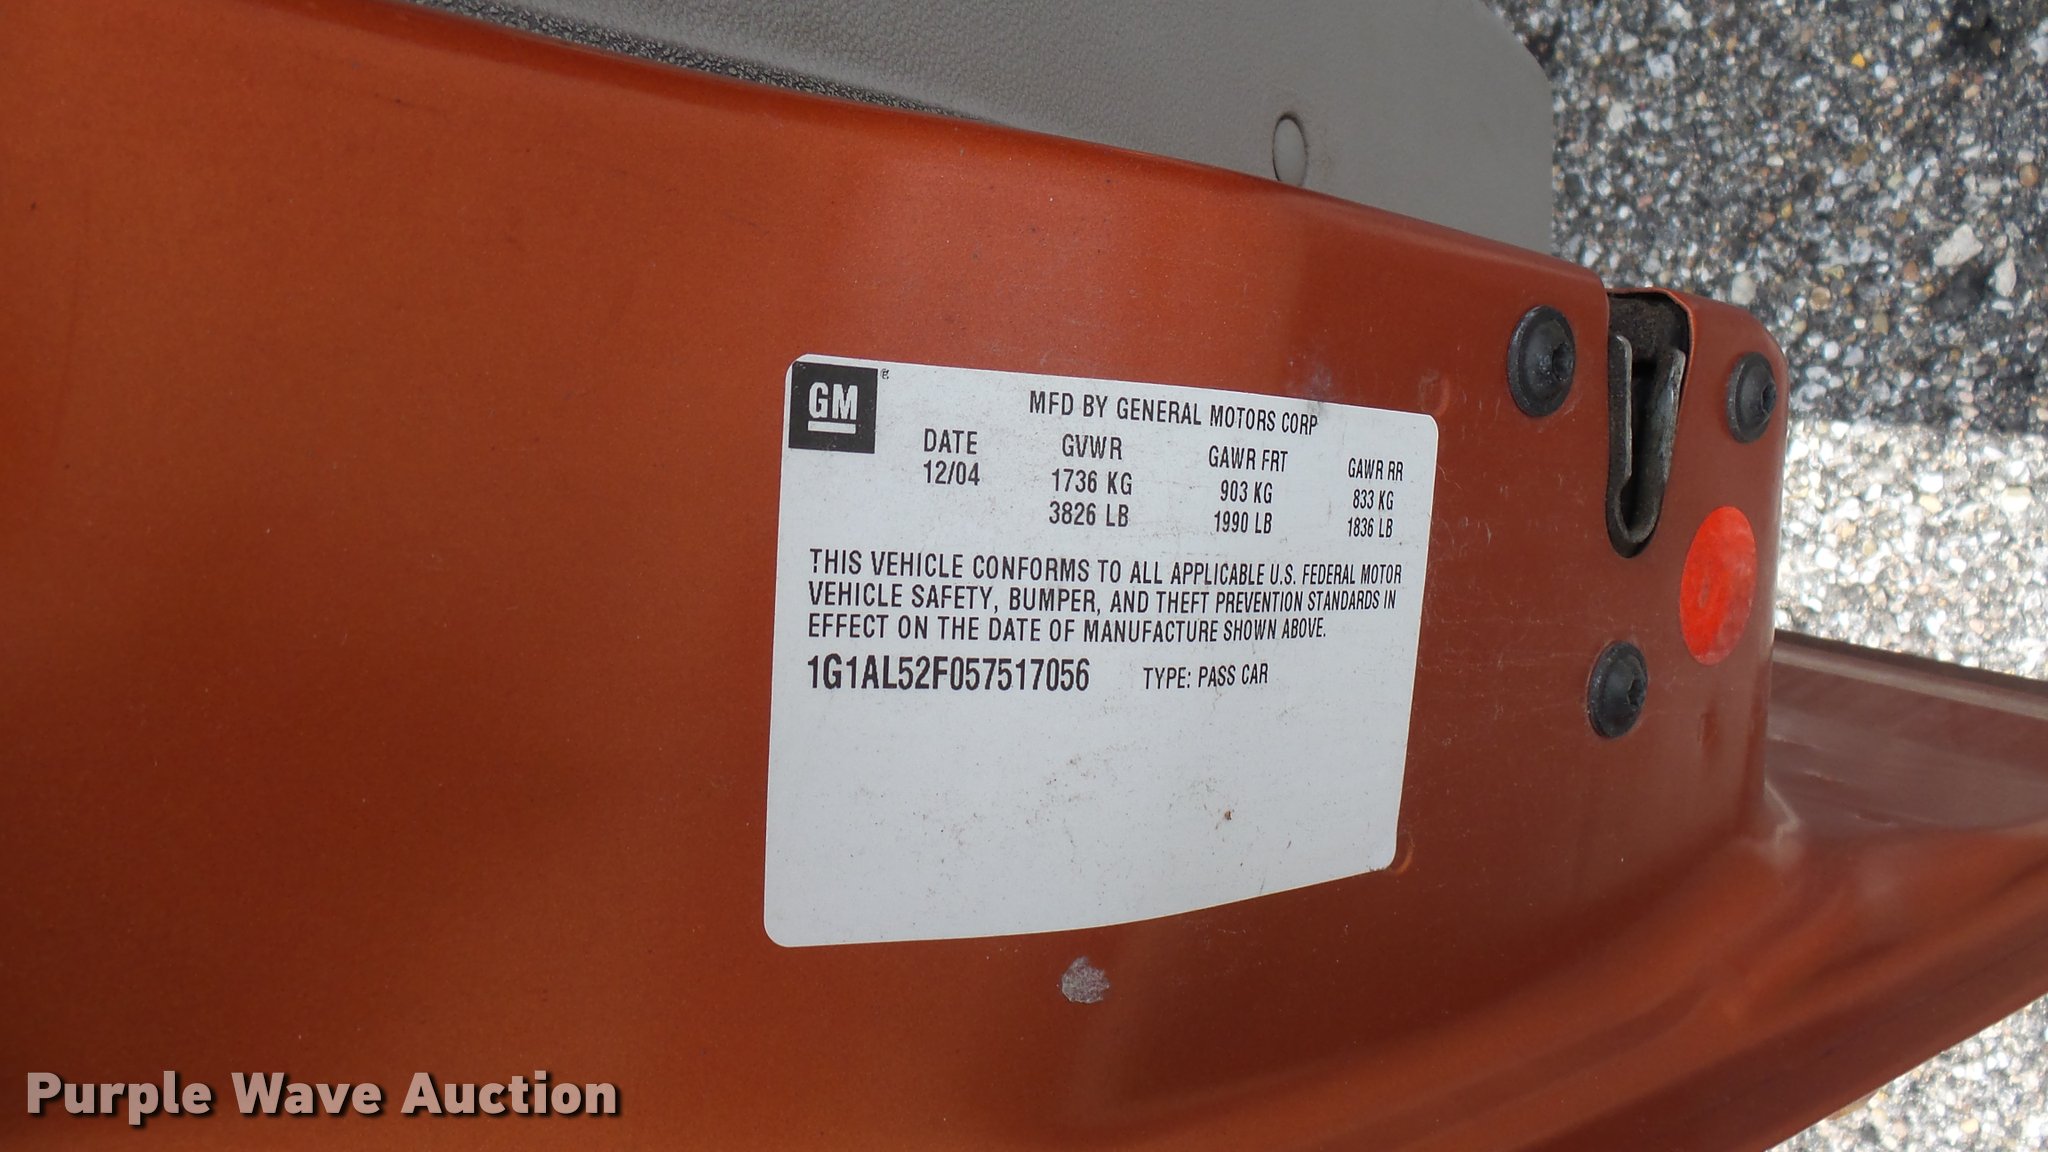 GM
MFD BY GENERAL MOTORS CORP
DATE GVWR GAWR FRT GAWR RR
12/04 1736 KG 903 KG 833 KG
3826 LB 1990 LB 1836 LB
THIS VEHICLE CONFORMS TO ALL APPLICABLE U.S. FEDERAL MOTOR
VEHICLE SAFETY, BUMPER, AND THEFT PREVENTION STANDARDS IN
EFFECT ON THE DATE OF MANUFACTURE SHOWN ABOVE.
1G1AL52F057517056 TYPE: PASS CAR
Purple Wave Auction